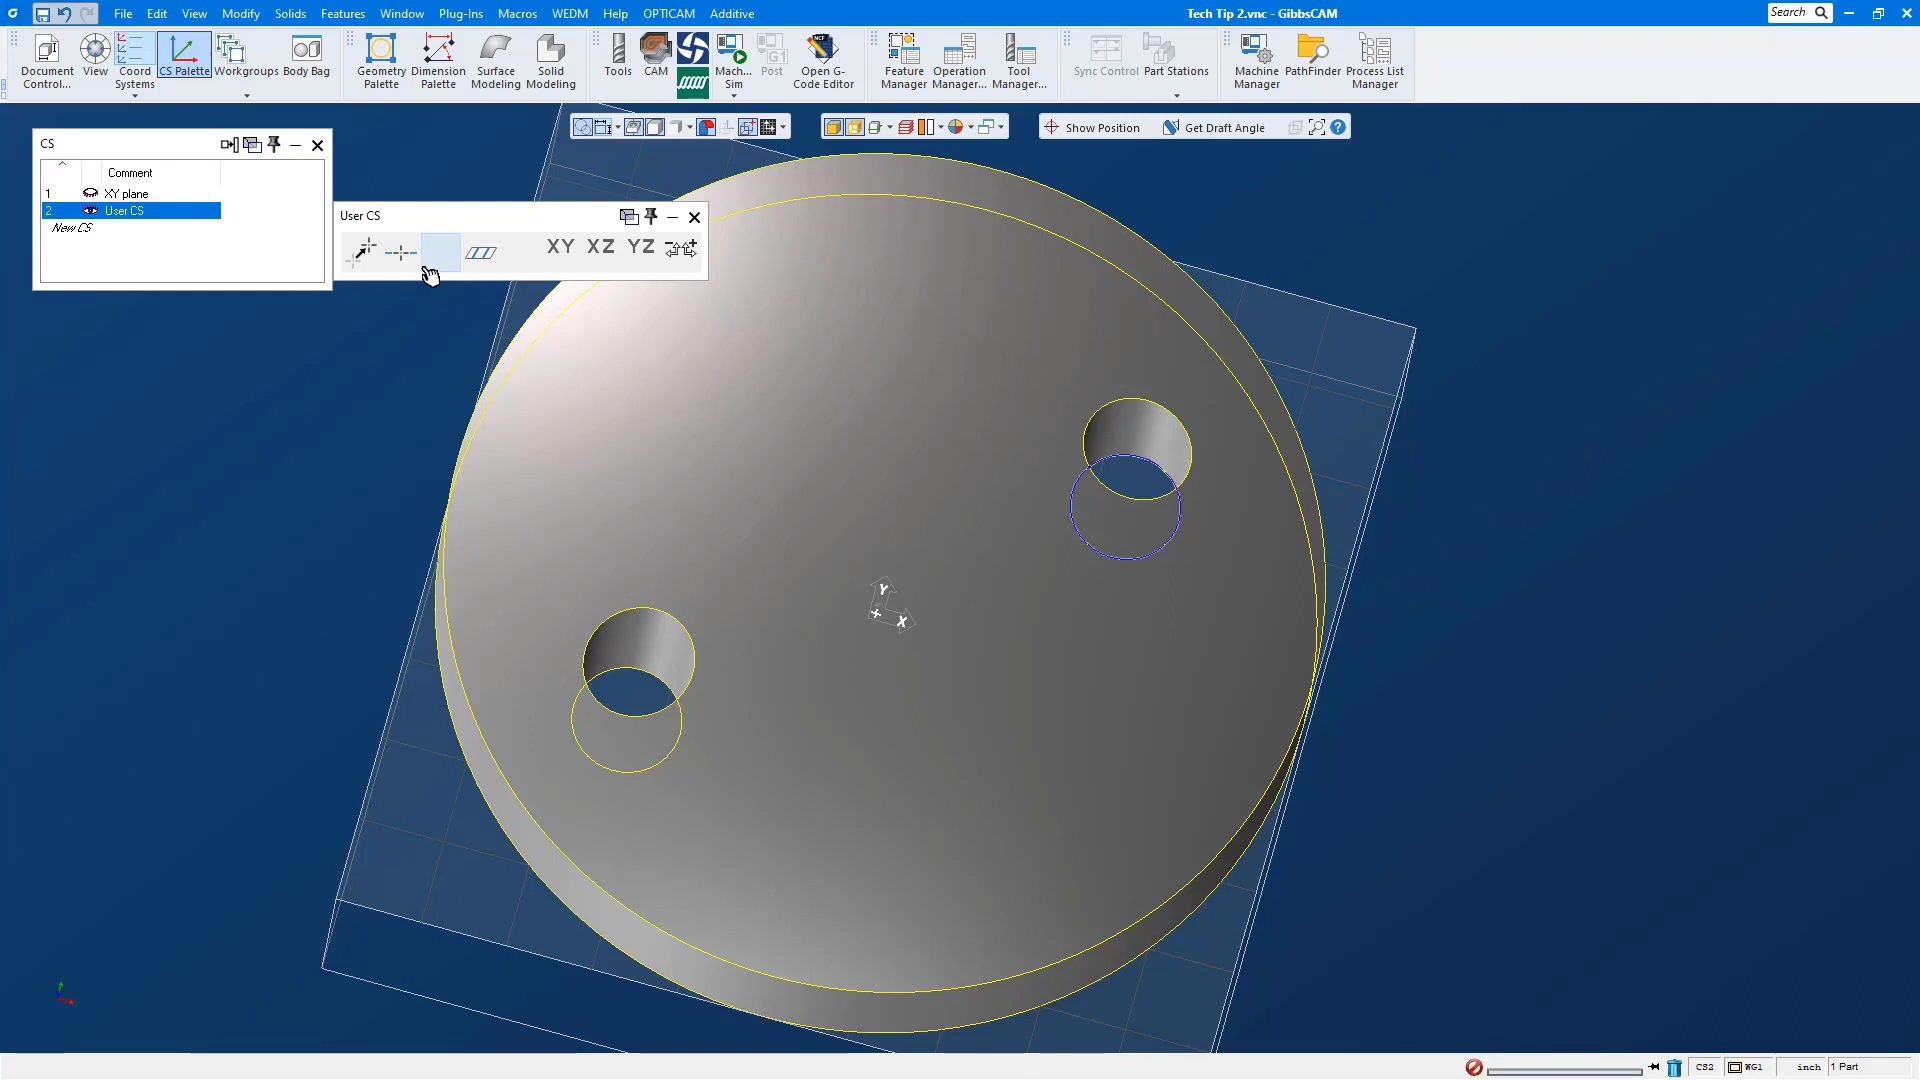 File Edit View Modify Solids Features Window Plug-Ins Macros WEDM Help OPTICAM Additive
Tech Tip 2.vnc - GibbsCAM
Search
Document Control...
View
Coord Systems
CS Palette
Workgroups
Body Bag
Geometry Palette
Dimension Palette
Surface Modeling
Solid Modeling
Tools
CAM
Mach... Sim
Post
Open G-Code Editor
Feature Manager
Operation Manager...
Tool Manager...
Sync Control
Part Stations
Machine Manager
PathFinder
Process List Manager
Show Position
Get Draft Angle
CS
Comment
1 XY plane
2 User CS
New CS
User CS
XY XZ YZ
Y
X
CS2
WG1
inch
1 Part